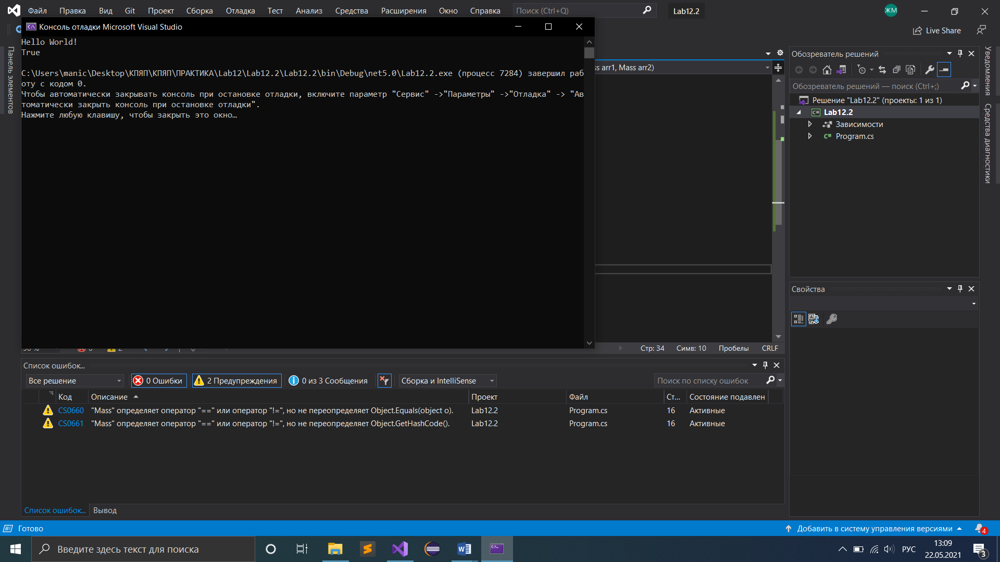 Файл Правка Вид Git Проект Сборка Отладка Тест Анализ Средства Расширения Окно Справка Поиск (Ctrl+Q) Lab12.2 ЖМ
Консоль отладки Microsoft Visual Studio
Live Share
Панель элементов
Hello World!
True
C:\Users\manic\Desktop\КПЯП\КПЯП\ПРАКТИКА\Lab12\Lab12.2\Lab12.2\bin\Debug\net5.0\Lab12.2.exe (процесс 7284) завершил раб
оту с кодом 0.
Чтобы автоматически закрывать консоль при остановке отладки, включите параметр "Сервис" ->"Параметры" ->"Отладка" -> "Ав
томатически закрыть консоль при остановке отладки".
Нажмите любую клавишу, чтобы закрыть это окно…
arr1, Mass arr2)
Обозреватель решений
Обозреватель решений — поиск (Ctrl+;)
Решение "Lab12.2" (проекты: 1 из 1)
Lab12.2
Зависимости
Program.cs
Уведомления
Средства диагностики
Свойства
Стр: 34 Симв: 10 Пробелы CRLF
Список ошибок...
Все решение 0 Ошибки 2 Предупреждения 0 из 3 Сообщения Сборка и IntelliSense Поиск по списку ошибок
Код Описание Проект Файл Ст... Состояние подавлен
CS0660 "Mass" определяет оператор "==" или оператор "!=", но не переопределяет Object.Equals(object o). Lab12.2 Program.cs 16 Активные
CS0661 "Mass" определяет оператор "==" или оператор "!=", но не переопределяет Object.GetHashCode(). Lab12.2 Program.cs 16 Активные
Список ошибок... Вывод
Готово Добавить в систему управления версиями 4
Введите здесь текст для поиска
РУС
13:09
22.05.2021
3